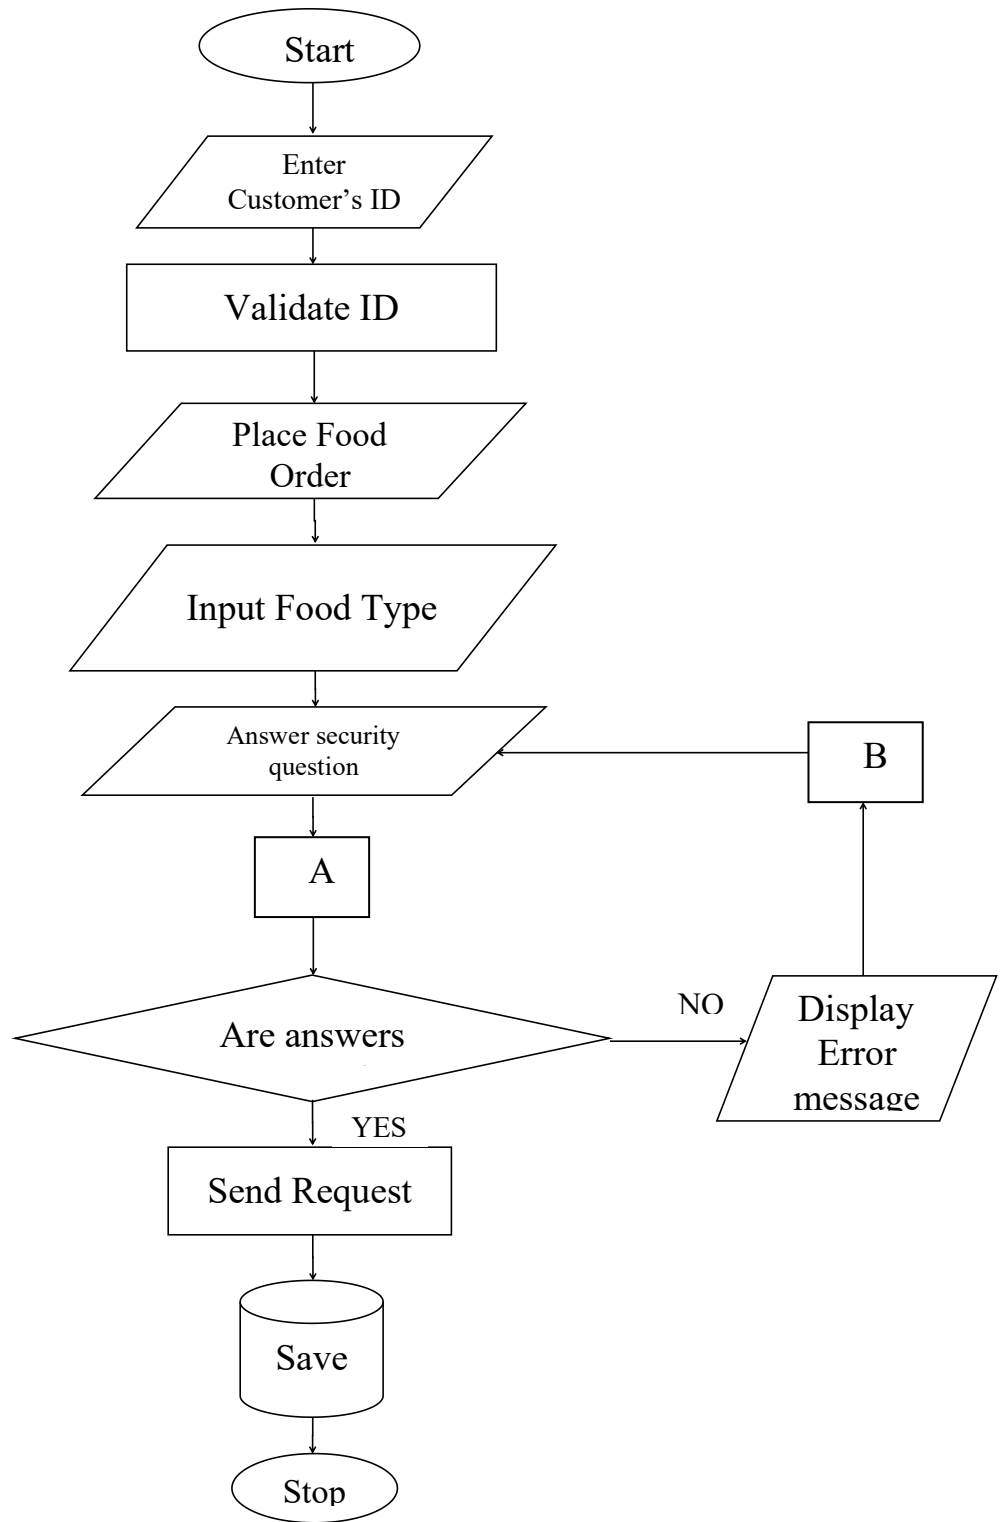 Start
Enter
Customer’s ID
Validate ID
Place Food
Order
Input Food Type
Answer security
question
B
A
Are answers
NO
Display
Error
message
YES
Send Request
Save
Stop